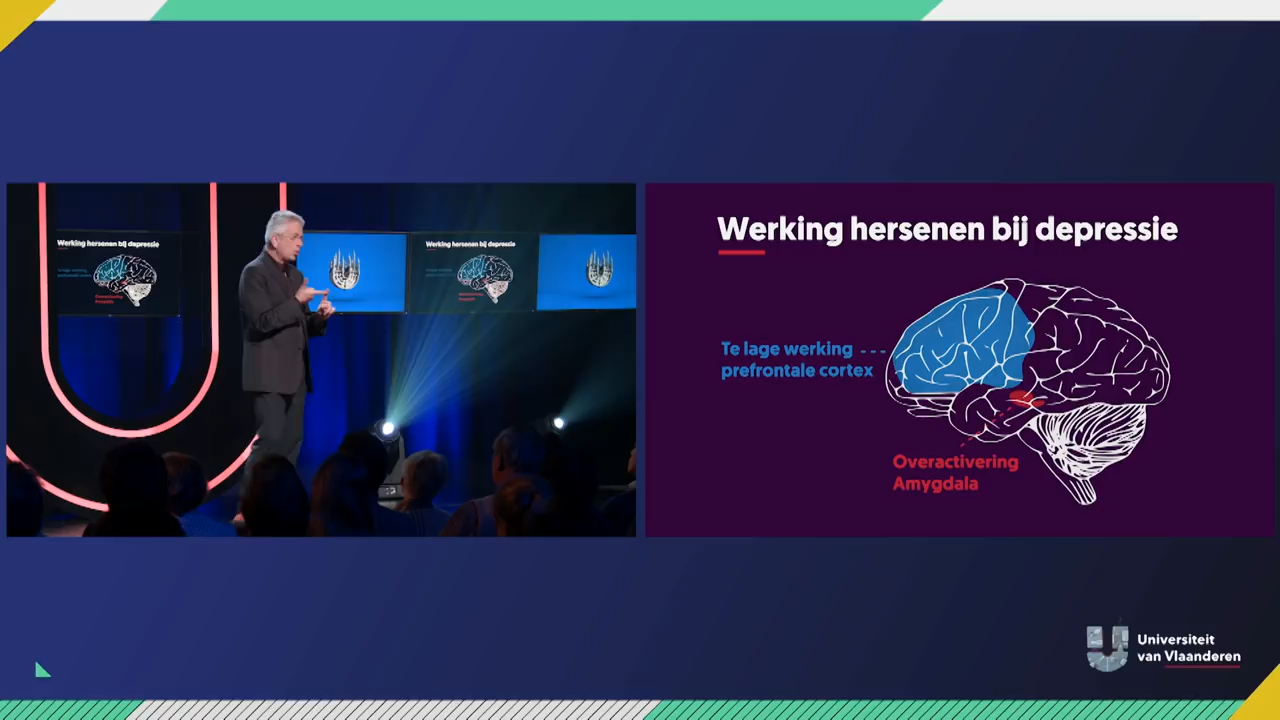 Werking hersenen bij depressie
Werking hersenen bij depressie
Werking hersenen bij depressie
Te lage werking
prefrontale cortex
Overactivering
Amygdala
Universiteit
van Vlaanderen